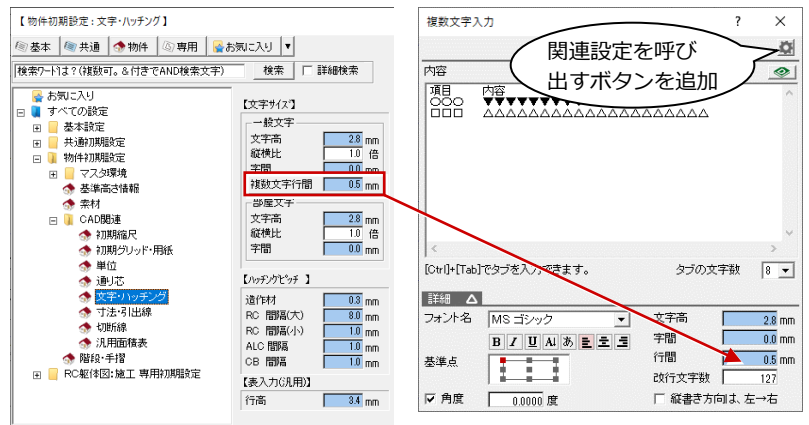 【 物件初期設定 : 文字・ハッチング 】
基本 共通 物件 専用 お気に入り ▼
検索ワードは？(複数可。＆付きでAND検索文字) 検索 詳細検索
お気に入り
すべての設定
基本設定
共通初期設定
物件初期設定
マスタ環境
基準高さ情報
素材
CAD関連
初期縮尺
初期グリッド・用紙
単位
通り芯
文字・ハッチング
寸法・引出線
切断線
汎用面積表
階段・手摺
RC躯体図:施工 専用初期設定
【文字サイズ】
一般文字
文字高 2.8 mm
縦横比 1.0 倍
字間 0.0 mm
複数文字行間 0.5 mm
部屋文字
文字高 2.8 mm
縦横比 1.0 倍
字間 0.0 mm
【ハッチングピッチ 】
造作材 0.3 mm
RC 間隔(大) 8.0 mm
RC 間隔(小) 1.0 mm
ALC 間隔 1.0 mm
CB 間隔 1.0 mm
【表入力(汎用)】
行高 3.4 mm
複数文字入力 ? ×
関連設定を呼び
出すボタンを追加
内容
項目 内容
○○○ ▼▼▼▼▼▼▼▼▼▼▼▼▼▼▼▼
□□□ △△△△△△△△△△△△△△△△△△△△
[Ctrl]+[Tab]でタブを入力できます。 タブの文字数 8
詳細 △
フォント名 MS ゴシック
B I U A↓ あ
基準点
角度 0.0000 度
文字高 2.8 mm
字間 0.0 mm
行間 0.5 mm
改行文字数 127
縦書き方向は、左→右